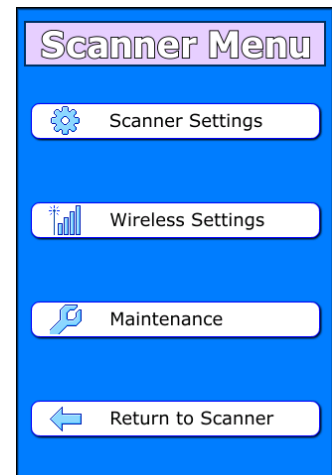 Scanner Menu
Scanner Settings
Wireless Settings
Maintenance
Return to Scanner